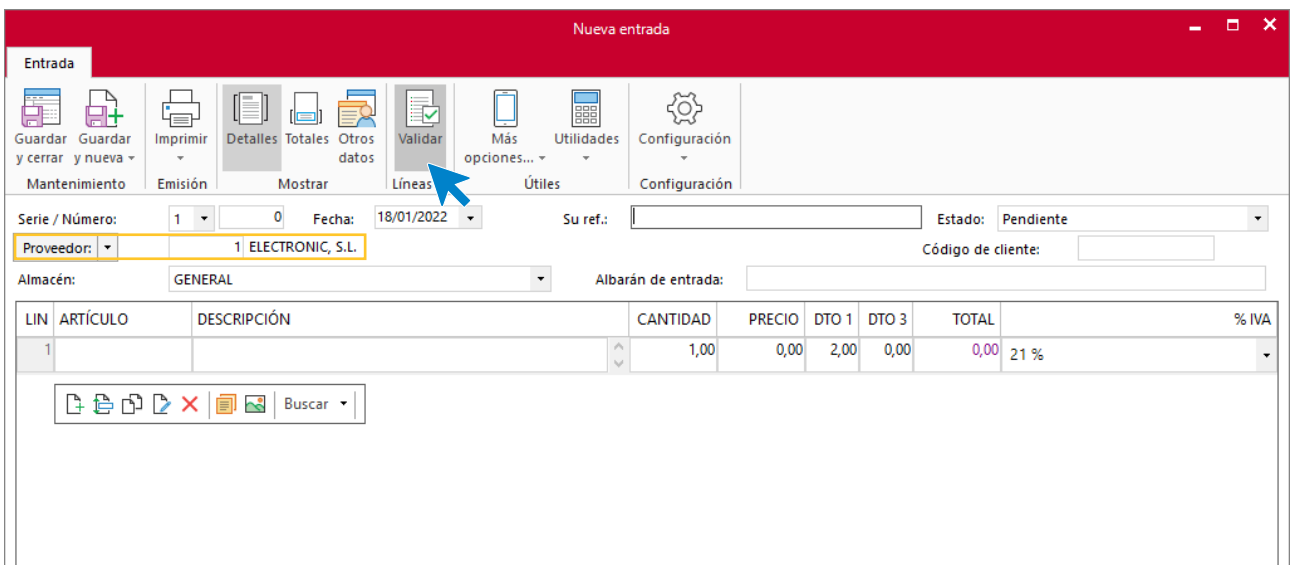 Nueva entrada
Entrada
Guardar y cerrar
Guardar y nueva
Imprimir
Detalles
Totales
Otros datos
Validar
Más opciones...
Utilidades
Configuración
Mantenimiento
Emisión
Mostrar
Líneas
Útiles
Configuración
Serie / Número: 1 0 Fecha: 18/01/2022 Su ref.: Estado: Pendiente
Proveedor: 1 ELECTRONIC, S.L. Código de cliente:
Almacén: GENERAL Albarán de entrada:
LIN ARTÍCULO DESCRIPCIÓN CANTIDAD PRECIO DTO 1 DTO 3 TOTAL % IVA
1 1,00 0,00 2,00 0,00 0,00 21 %
Buscar